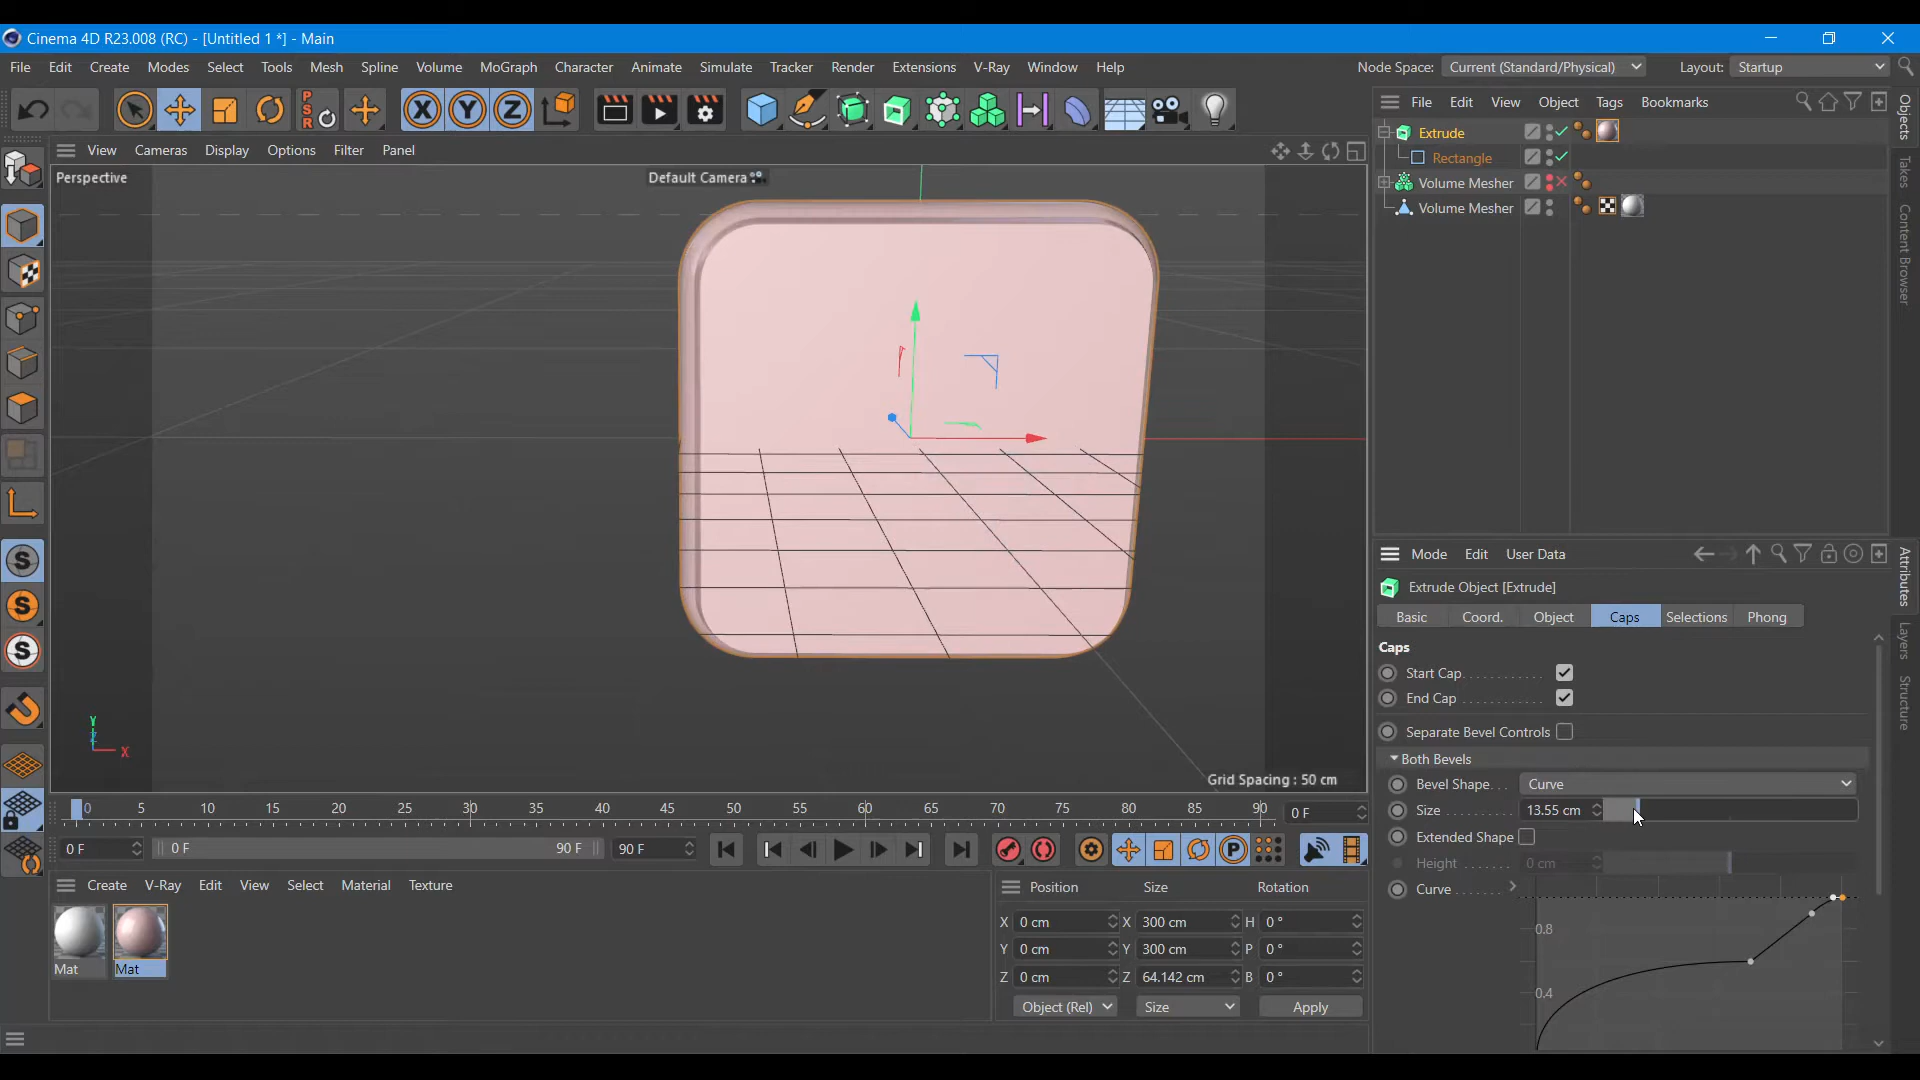 Cinema 4D R23.008 (RC) - [Untitled 1 *] - Main
File Edit Create Modes Select Tools Mesh Spline Volume MoGraph Character Animate Simulate Tracker Render Extensions V-Ray Window Help
Node Space: Current (Standard/Physical) Layout: Startup
PSR X Y Z
File Edit View Object Tags Bookmarks
Objects
Takes
Content Browser
Extrude
Rectangle
Volume Mesher
Volume Mesher
View Cameras Display Options Filter Panel
Perspective
Default Camera
Y
Z
X
Grid Spacing : 50 cm
S
S
S
Mode Edit User Data
Attributes
Layers
Structure
Extrude Object [Extrude]
Basic Coord. Object Caps Selections Phong
Caps
Start Cap
End Cap
Separate Bevel Controls
Both Bevels
Bevel Shape Curve
Size 13.55 cm
Extended Shape
Height 0 cm
Curve
0.8
0.4
0 5 10 15 20 25 30 35 40 45 50 55 60 65 70 75 80 85 90 0 F
0 F 0 F 90 F 90 F
P
Create V-Ray Edit View Select Material Texture
Mat
Mat
Position Size Rotation
X 0 cm X 300 cm H 0 °
Y 0 cm Y 300 cm P 0 °
Z 0 cm Z 64.142 cm B 0 °
Object (Rel) Size Apply